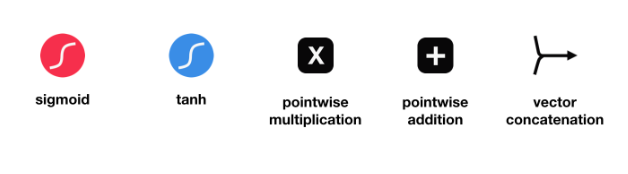 X
+
sigmoid
tanh
pointwise
multiplication
pointwise
addition
vector
concatenation